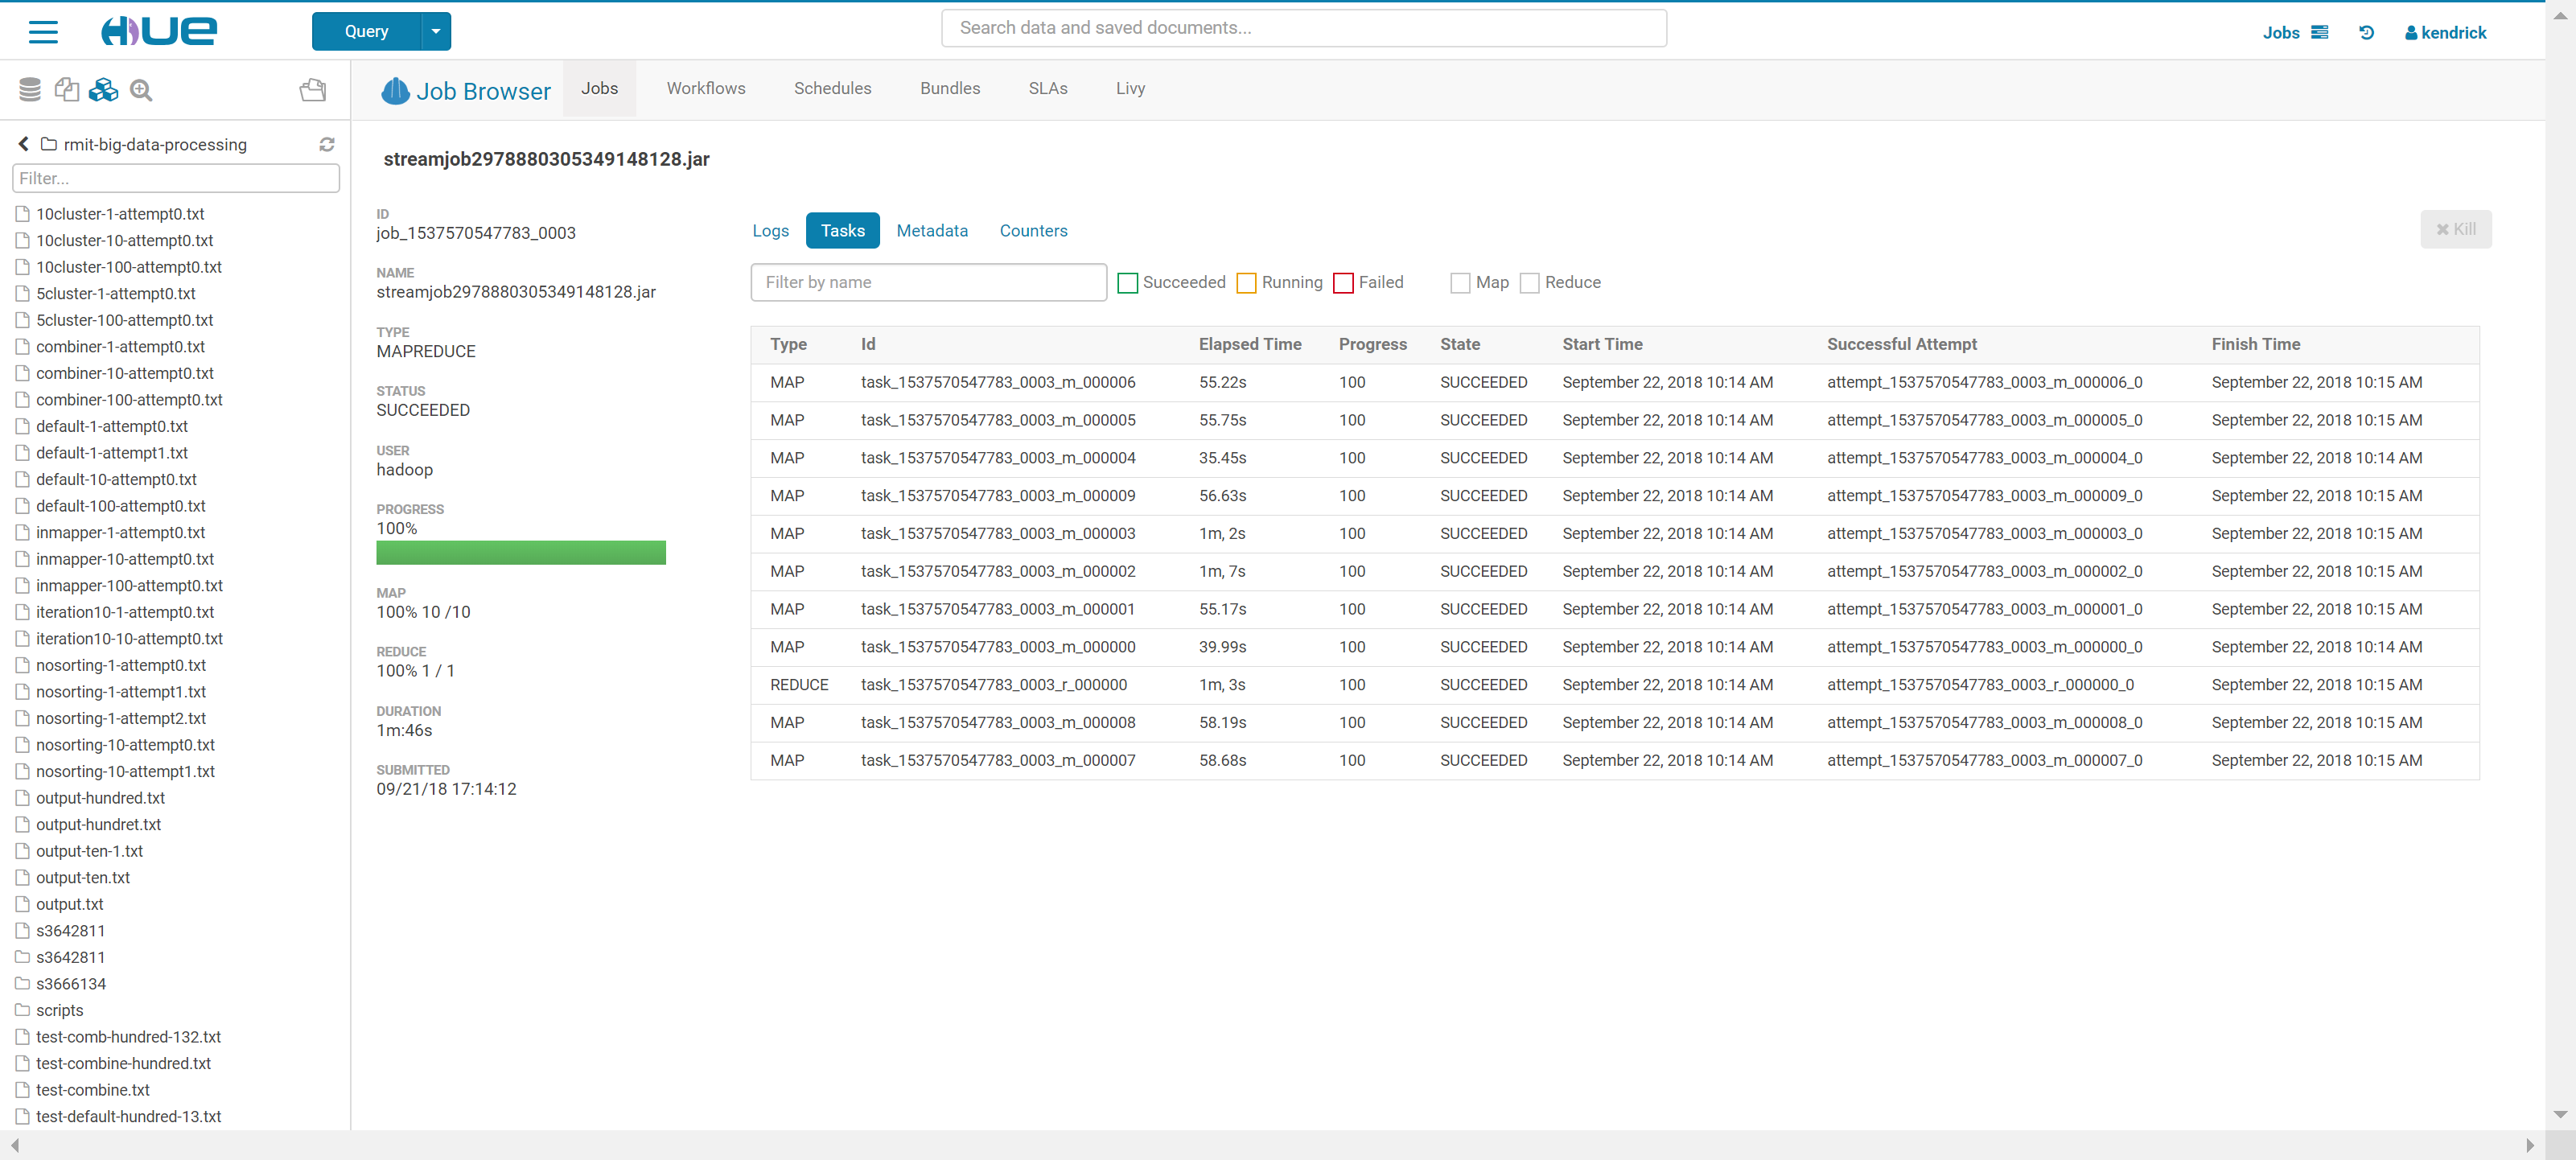 HUE
Query
Search data and saved documents...
Jobs
kendrick
Job Browser
Jobs
Workflows
Schedules
Bundles
SLAs
Livy
rmit-big-data-processing
Filter...
10cluster-1-attempt0.txt
10cluster-10-attempt0.txt
10cluster-100-attempt0.txt
5cluster-1-attempt0.txt
5cluster-100-attempt0.txt
combiner-1-attempt0.txt
combiner-10-attempt0.txt
combiner-100-attempt0.txt
default-1-attempt0.txt
default-1-attempt1.txt
default-10-attempt0.txt
default-100-attempt0.txt
inmapper-1-attempt0.txt
inmapper-10-attempt0.txt
inmapper-100-attempt0.txt
iteration10-1-attempt0.txt
iteration10-10-attempt0.txt
nosorting-1-attempt0.txt
nosorting-1-attempt1.txt
nosorting-1-attempt2.txt
nosorting-10-attempt0.txt
nosorting-10-attempt1.txt
output-hundred.txt
output-hundret.txt
output-ten-1.txt
output-ten.txt
output.txt
s3642811
s3642811
s3666134
scripts
test-comb-hundred-132.txt
test-combine-hundred.txt
test-combine.txt
test-default-hundred-13.txt
streamjob2978880305349148128.jar
ID
job_1537570547783_0003
NAME
streamjob2978880305349148128.jar
TYPE
MAPREDUCE
STATUS
SUCCEEDED
USER
hadoop
PROGRESS
100%
MAP
100% 10 /10
REDUCE
100% 1 / 1
DURATION
1m:46s
SUBMITTED
09/21/18 17:14:12
Logs
Tasks
Metadata
Counters
Kill
Filter by name
Succeeded
Running
Failed
Map
Reduce
Type Id Elapsed Time Progress State Start Time Successful Attempt Finish Time
MAP task_1537570547783_0003_m_000006 55.22s 100 SUCCEEDED September 22, 2018 10:14 AM attempt_1537570547783_0003_m_000006_0 September 22, 2018 10:15 AM
MAP task_1537570547783_0003_m_000005 55.75s 100 SUCCEEDED September 22, 2018 10:14 AM attempt_1537570547783_0003_m_000005_0 September 22, 2018 10:15 AM
MAP task_1537570547783_0003_m_000004 35.45s 100 SUCCEEDED September 22, 2018 10:14 AM attempt_1537570547783_0003_m_000004_0 September 22, 2018 10:14 AM
MAP task_1537570547783_0003_m_000009 56.63s 100 SUCCEEDED September 22, 2018 10:14 AM attempt_1537570547783_0003_m_000009_0 September 22, 2018 10:15 AM
MAP task_1537570547783_0003_m_000003 1m, 2s 100 SUCCEEDED September 22, 2018 10:14 AM attempt_1537570547783_0003_m_000003_0 September 22, 2018 10:15 AM
MAP task_1537570547783_0003_m_000002 1m, 7s 100 SUCCEEDED September 22, 2018 10:14 AM attempt_1537570547783_0003_m_000002_0 September 22, 2018 10:15 AM
MAP task_1537570547783_0003_m_000001 55.17s 100 SUCCEEDED September 22, 2018 10:14 AM attempt_1537570547783_0003_m_000001_0 September 22, 2018 10:15 AM
MAP task_1537570547783_0003_m_000000 39.99s 100 SUCCEEDED September 22, 2018 10:14 AM attempt_1537570547783_0003_m_000000_0 September 22, 2018 10:14 AM
REDUCE task_1537570547783_0003_r_000000 1m, 3s 100 SUCCEEDED September 22, 2018 10:14 AM attempt_1537570547783_0003_r_000000_0 September 22, 2018 10:15 AM
MAP task_1537570547783_0003_m_000008 58.19s 100 SUCCEEDED September 22, 2018 10:14 AM attempt_1537570547783_0003_m_000008_0 September 22, 2018 10:15 AM
MAP task_1537570547783_0003_m_000007 58.68s 100 SUCCEEDED September 22, 2018 10:14 AM attempt_1537570547783_0003_m_000007_0 September 22, 2018 10:15 AM